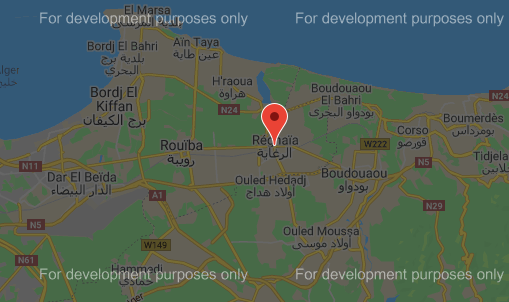 El Marsa
المرسى
For development purposes only
For development purposes only
Bordj El Bahri
بلدية برج
البحري
Aïn Taya
عين طاية
H'raoua
هراوة
Boudouaou
El Bahri
بودواو البحري
N24
Bordj El
Kiffan
برج الكيفان
N24
Boumerdès
بومرداس
Corso
قورصو
Réghaïa
الرغاية
Rouïba
رويبة
W222
N11
N5
Dar El Beïda
الدار البيضاء
Ouled Hedadj
أولاد هداج
Boudouaou
بودواو
A1
N29
N5
Ouled Moussa
أولاد موسى
W149
N61
Hammedi
حمادي
For development purposes only
For development purposes only